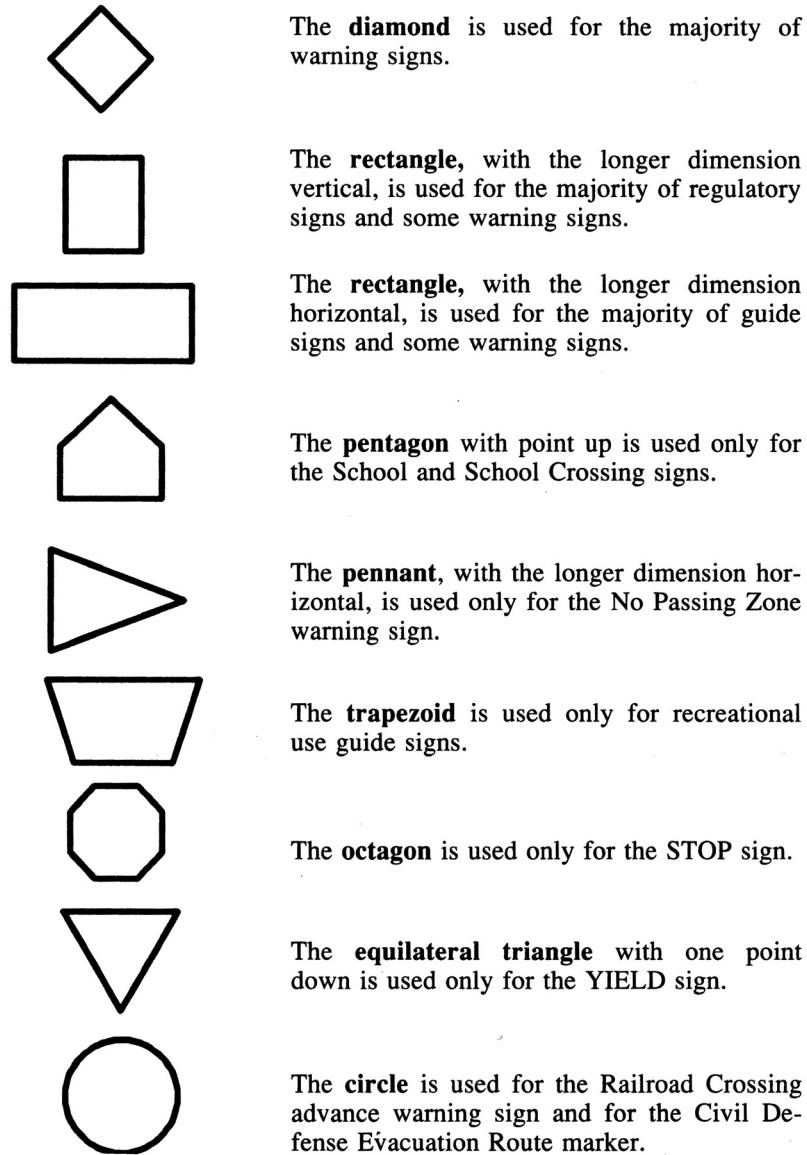 The diamond is used for the majority of
warning signs.
The rectangle, with the longer dimension
vertical, is used for the majority of regulatory
signs and some warning signs.
The rectangle, with the longer dimension
horizontal, is used for the majority of guide
signs and some warning signs.
The pentagon with point up is used only for
the School and School Crossing signs.
The pennant, with the longer dimension hor-
izontal, is used only for the No Passing Zone
warning sign.
The trapezoid is used only for recreational
use guide signs.
The octagon is used only for the STOP sign.
The equilateral triangle with one point
down is used only for the YIELD sign.
The circle is used for the Railroad Crossing
advance warning sign and for the Civil De-
fense Evacuation Route marker.